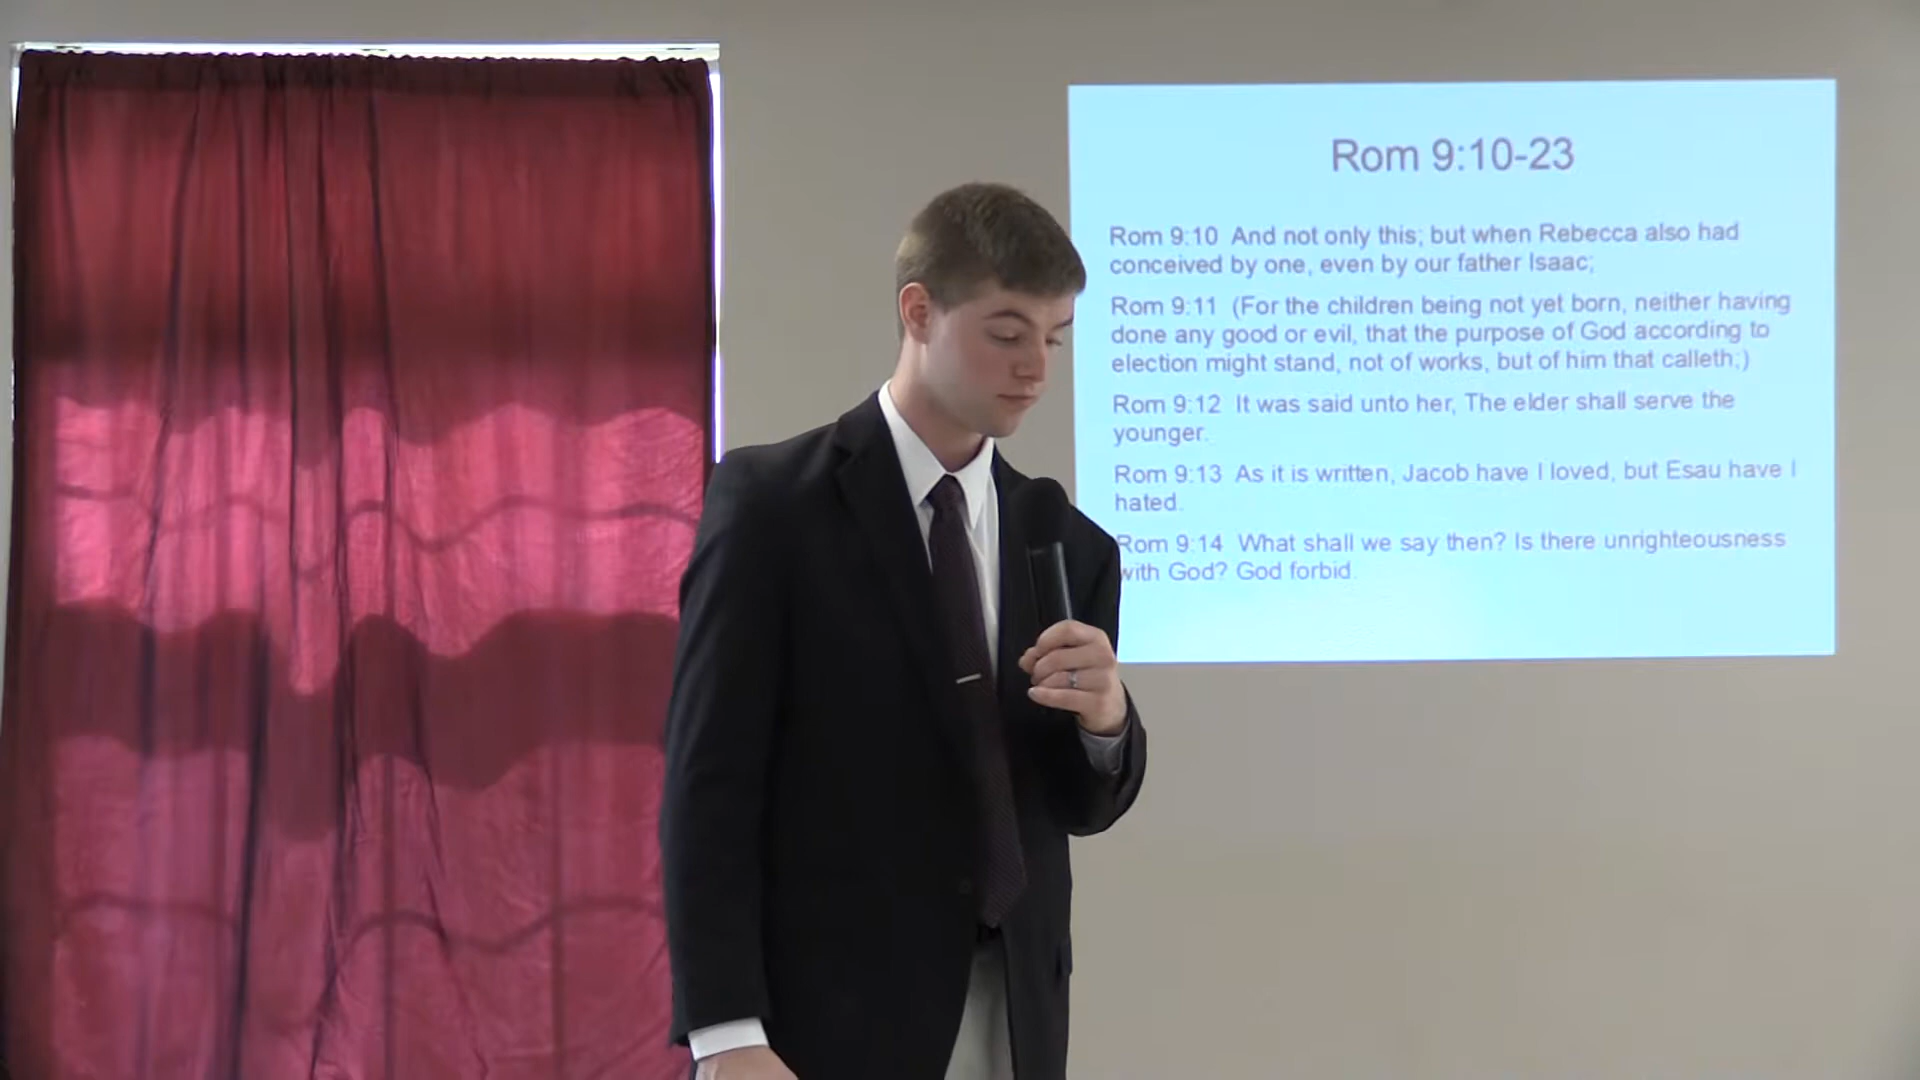 Rom 9:10-23
Rom 9:10 And not only this; but when Rebecca also had
conceived by one, even by our father Isaac;
Rom 9:11 (For the children being not yet born, neither having
done any good or evil, that the purpose of God according to
election might stand, not of works, but of him that calleth;)
Rom 9:12 It was said unto her, The elder shall serve the
younger.
Rom 9:13 As it is written, Jacob have I loved, but Esau have I
hated.
Rom 9:14 What shall we say then? Is there unrighteousness
with God? God forbid.